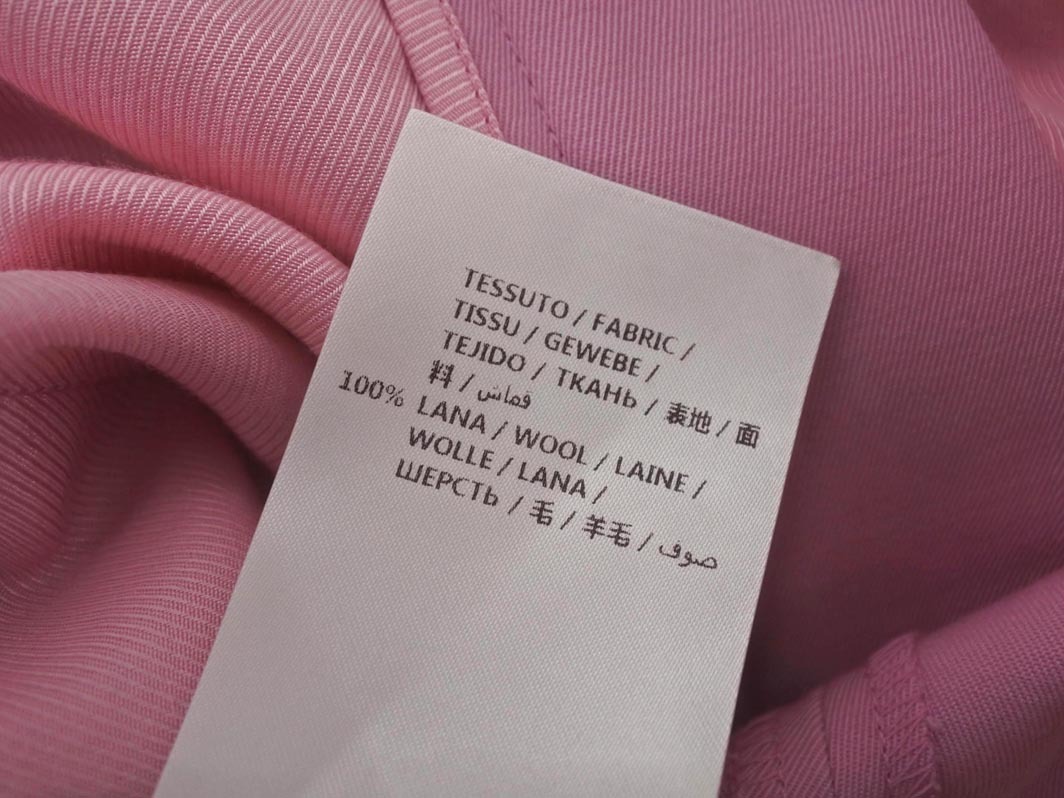 TESSUTO / FABRIC /
TISSU / GEWEBE /
TEJIDO / ТКАНЬ / 表地 / 面
料 / قماش
100% LANA / WOOL / LAINE /
WOLLE / LANA /
ШЕРСТЬ / 毛 / 羊毛 / صوف